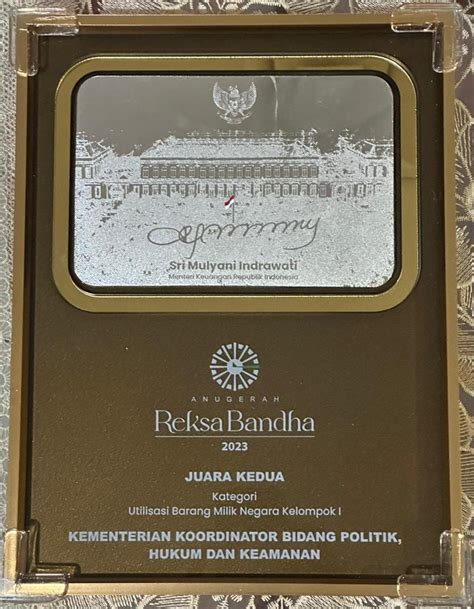 Sri Mulyani Indrawati
Menteri Keuangan Republik Indonesia
ANUGERAH
Reksa Bandha
2023
JUARA KEDUA
Kategori
Utilisasi Barang Milik Negara Kelompok I
KEMENTERIAN KOORDINATOR BIDANG POLITIK,
HUKUM DAN KEAMANAN